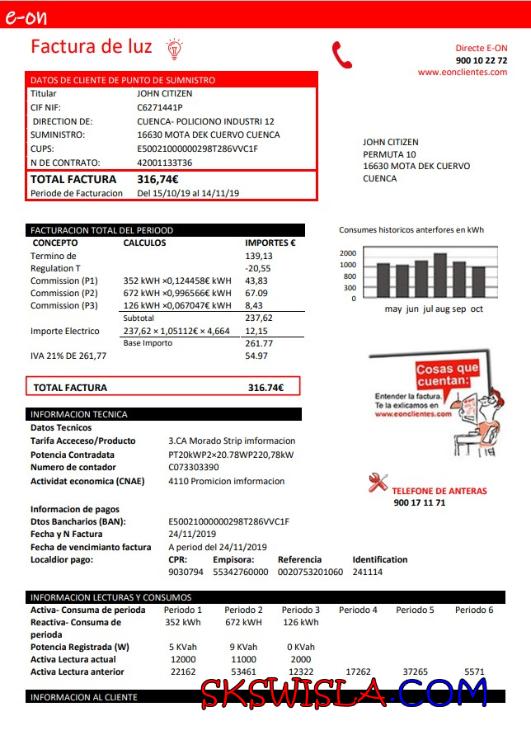 e-on
Factura de luz
Directe E-ON
900 10 22 72
www.eonclientes.com
DATOS DE CLIENTE DE PUNTO DE SUMNISTRO
Titular JOHN CITIZEN
CIF NIF: C6271441P
DIRECTION DE: CUENCA- POLICIONO INDUSTRI 12
SUMINISTRO: 16630 MOTA DEK CUERVO CUENCA
CUPS: E50021000000298T286VVC1F
N DE CONTRATO: 42001133T36
TOTAL FACTURA 316,74€
Periode de Facturacion Del 15/10/19 al 14/11/19
JOHN CITIZEN
PERMUTA 10
16630 MOTA DEK CUERVO
CUENCA
FACTURACION TOTAL DEL PERIOOD
CONCEPTO CALCULOS IMPORTES €
Termino de 139,13
Regulation T -20,55
Commission (P1) 352 kWH ×0,124458€ kWH 43,83
Commission (P2) 672 kWH ×0,996566€ kWH 67.09
Commission (P3) 126 kWH ×0,067047€ kWH 8,43
Subtotal 237,62
Importe Electrico 237,62 × 1,05112€ × 4,664 12,15
Base Importo 261.77
IVA 21% DE 261,77 54.97
TOTAL FACTURA 316.74€
Consumes historicos anterfores en kWh
2000
1000
800
300
0
may jun jul aug sep oct
Cosas que
cuentan:
Entender la factura.
Te la exlicamos en
www.eonclientes.com
INFORMACION TECNICA
Datos Tecnicos
Tarifa Acceceso/Producto 3.CA Morado Strip imformacion
Potencia Contradada PT20kWP2×20.78WP220,78kW
Numero de contador C073303390
Actividat economica (CNAE) 4110 Promicion imformacion
TELEFONE DE ANTERAS
900 17 11 71
Informacion de pagos
Dtos Bancharios (BAN): E50021000000298T286VVC1F
Fecha y N Factura 24/11/2019
Fecha de vencimianto factura A period del 24/11/2019
Localdior pago: CPR: Empisora: Referencia Identification
9030794 55342760000 0020753201060 241114
INFORMACION LECTURAS Y CONSUMOS
Activa- Consuma de perioda Periodo 1 Periodo 2 Periodo 3 Periodo 4 Periodo 5 Periodo 6
Reactiva- Consuma de 352 kWh 672 kWH 126 kWH
perioda
Potencia Registrada (W) 5 KVah 9 KVah 0 KVah
Activa Lectura actual 12000 11000 2000
Activa Lectura anterior 22162 53461 12322 17262 37265 5571
INFORMACION AL CLIENTE
SKSWISLA.COM